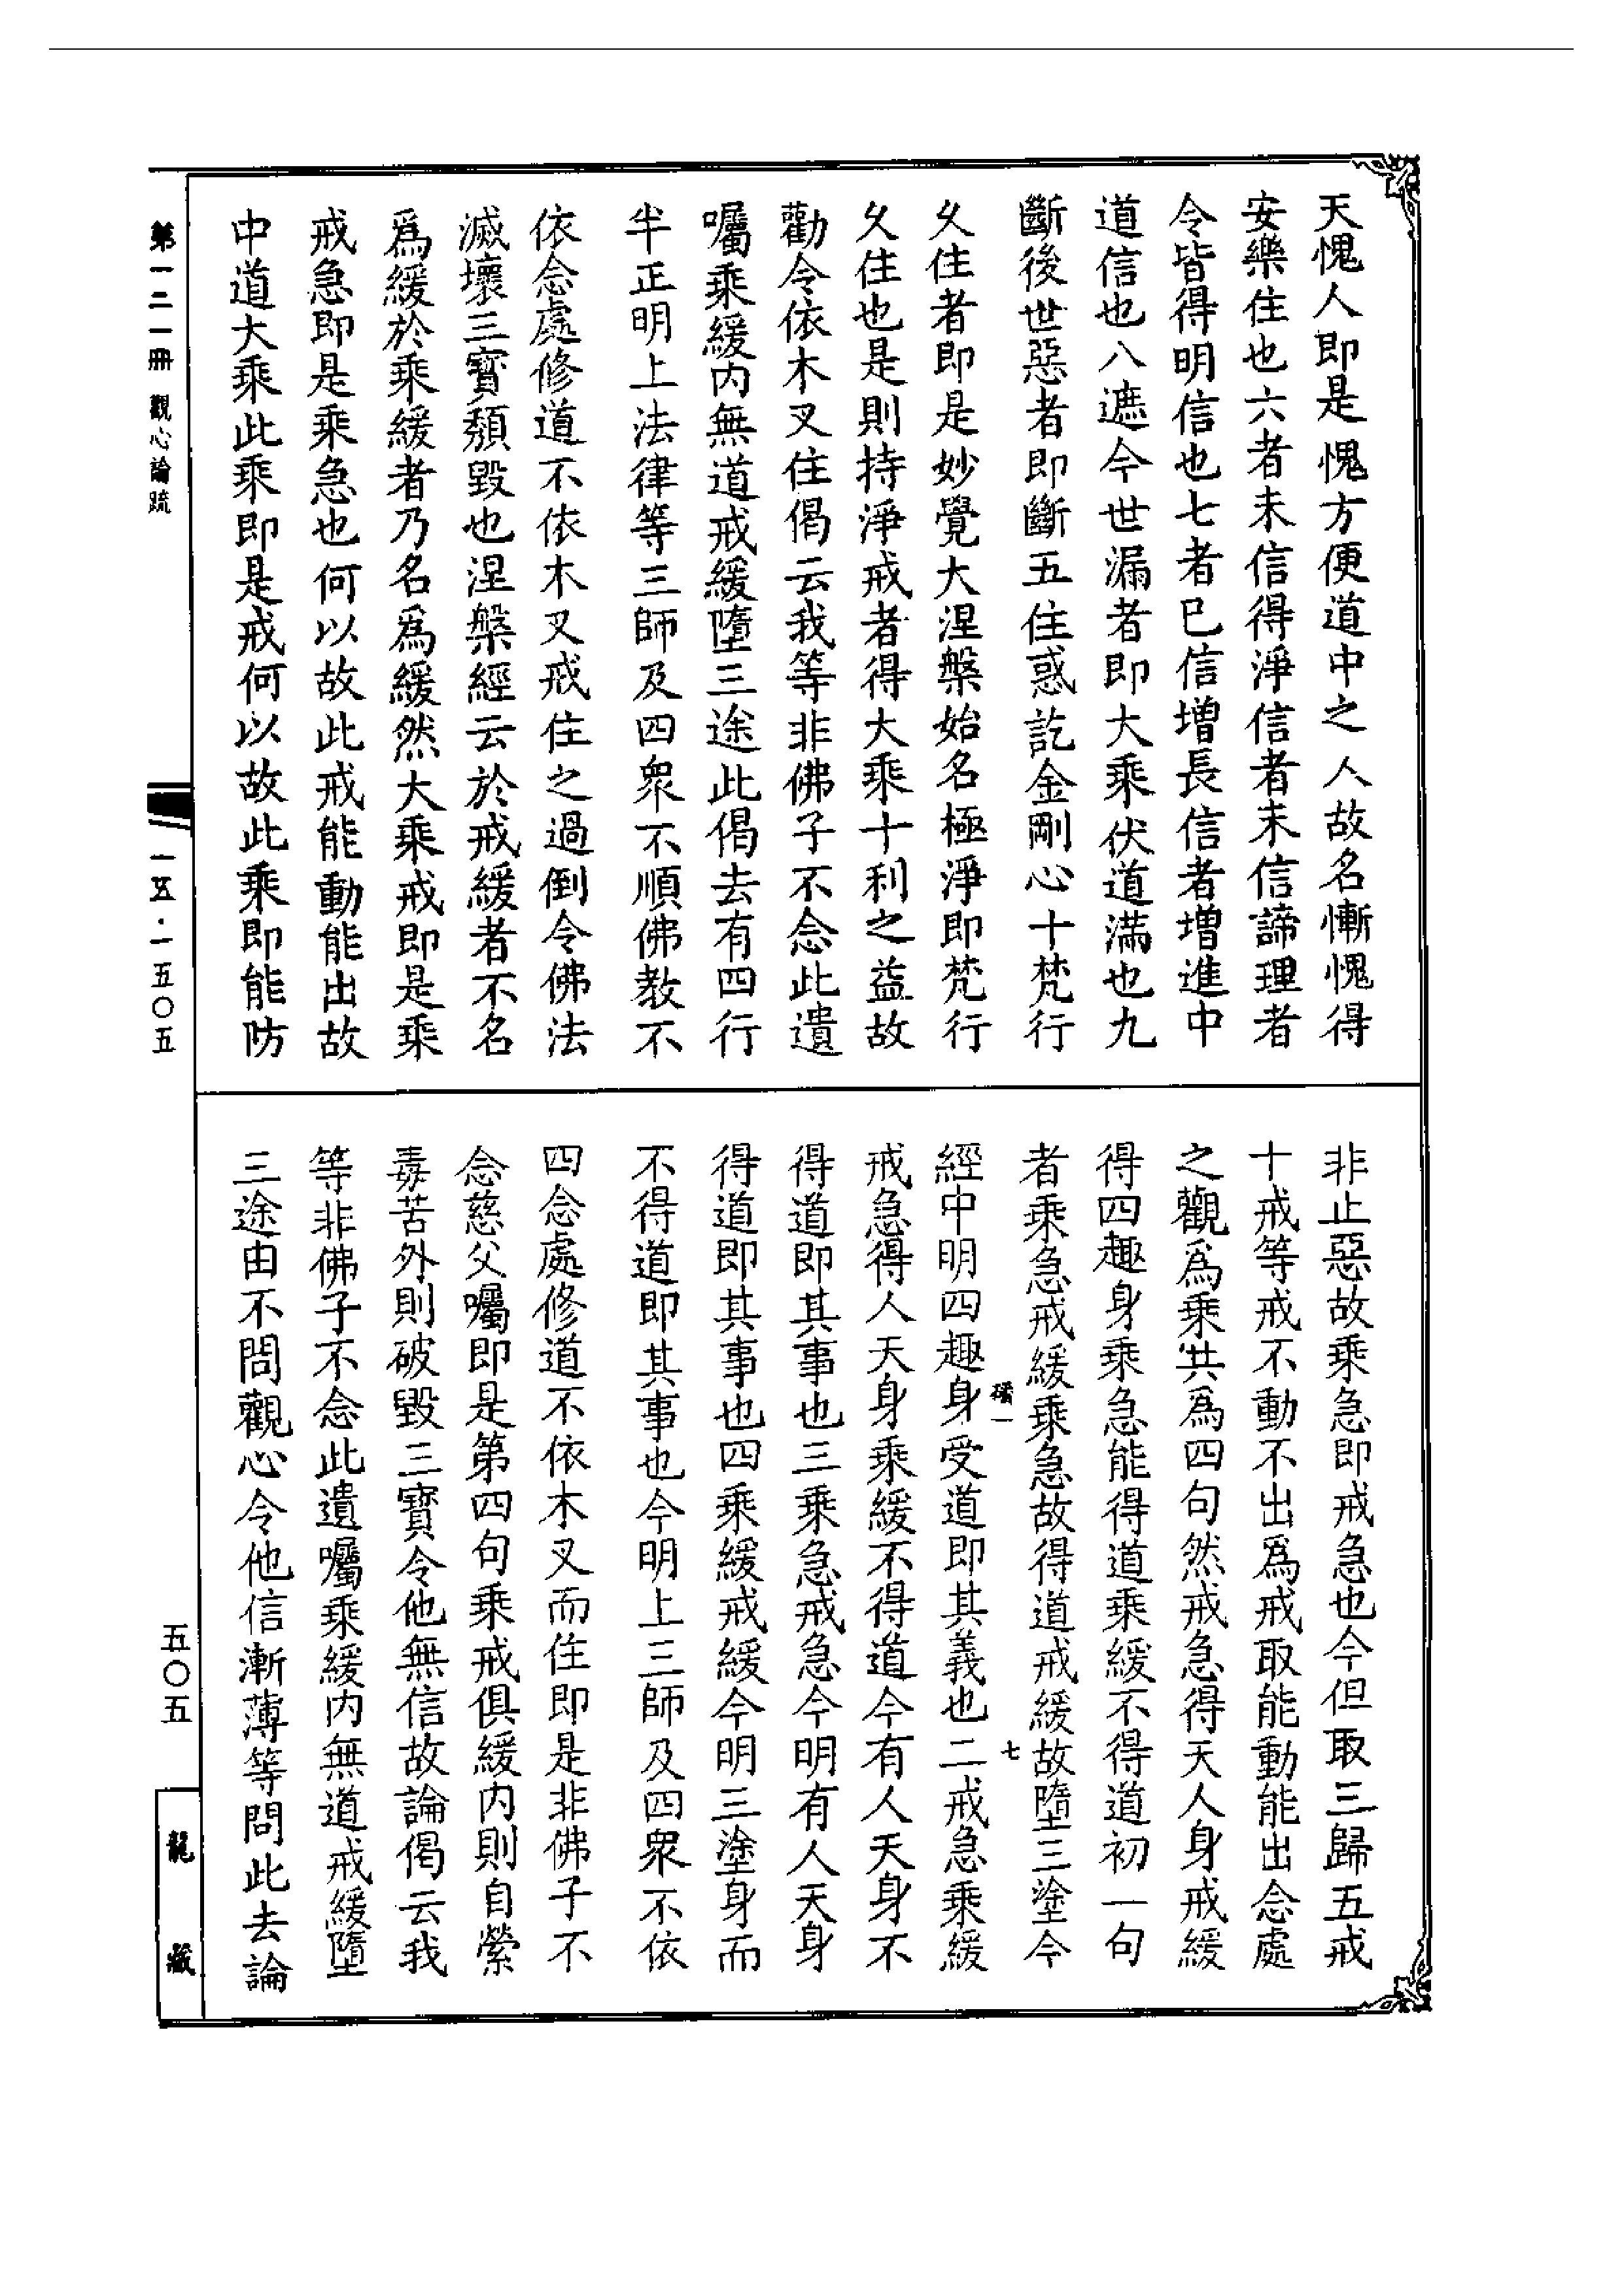 天愧人即是愧方便道中之人故名慚愧得
安樂住也六者未信得淨信者未信諦理者
令皆得明信也七者已信增長信者增進中
道信也八遮今世漏者即大乘伏道滿也九
斷後世惡者即斷五住惑訖金剛心十梵行
久住者即是妙覺大涅槃始名極淨即梵行
久住也是則持淨戒者得大乘十利之益故
勸令依木叉住偈云我等非佛子不念此遺
囑乘緩內無道戒緩墮三途此偈去有四行
半正明上法律等三師及四眾不順佛教不
依念處修道不依木叉戒住之過倒令佛法
滅壞三寶頹毀也涅槃經云於戒緩者不名
為緩於乘緩者乃名為緩然大乘戒即是乘
戒急即是乘急也何以故此戒能動能出故
中道大乘此乘即是戒何以故此乘即能防
非止惡故乘急即戒急也今但取三歸五戒
十戒等戒不動不出為戒取能動能出念處
之觀為乘共為四句然戒急得天人身戒緩
得四趣身乘急能得道乘緩不得道初一句
者乘急戒緩乘急故得道戒緩故墮三塗今
經中明四趣身受道即其義也二戒急乘緩
戒急得人天身乘緩不得道今有人天身不
得道即其事也三乘急戒急今明有人天身
得道即其事也四乘緩戒緩今明三塗身而
不得道即其事也今明上三師及四眾不依
四念處修道不依木叉而住即是非佛子不
念慈父囑即是第四句乘戒俱緩內則自縈
毒苦外則破毀三寶令他無信故論偈云我
等非佛子不念此遺囑乘緩內無道戒緩墮
三途由不問觀心令他信漸薄等問此去論
七
第一二一冊 觀心論疏
一五·一五〇五
五〇五
龍藏